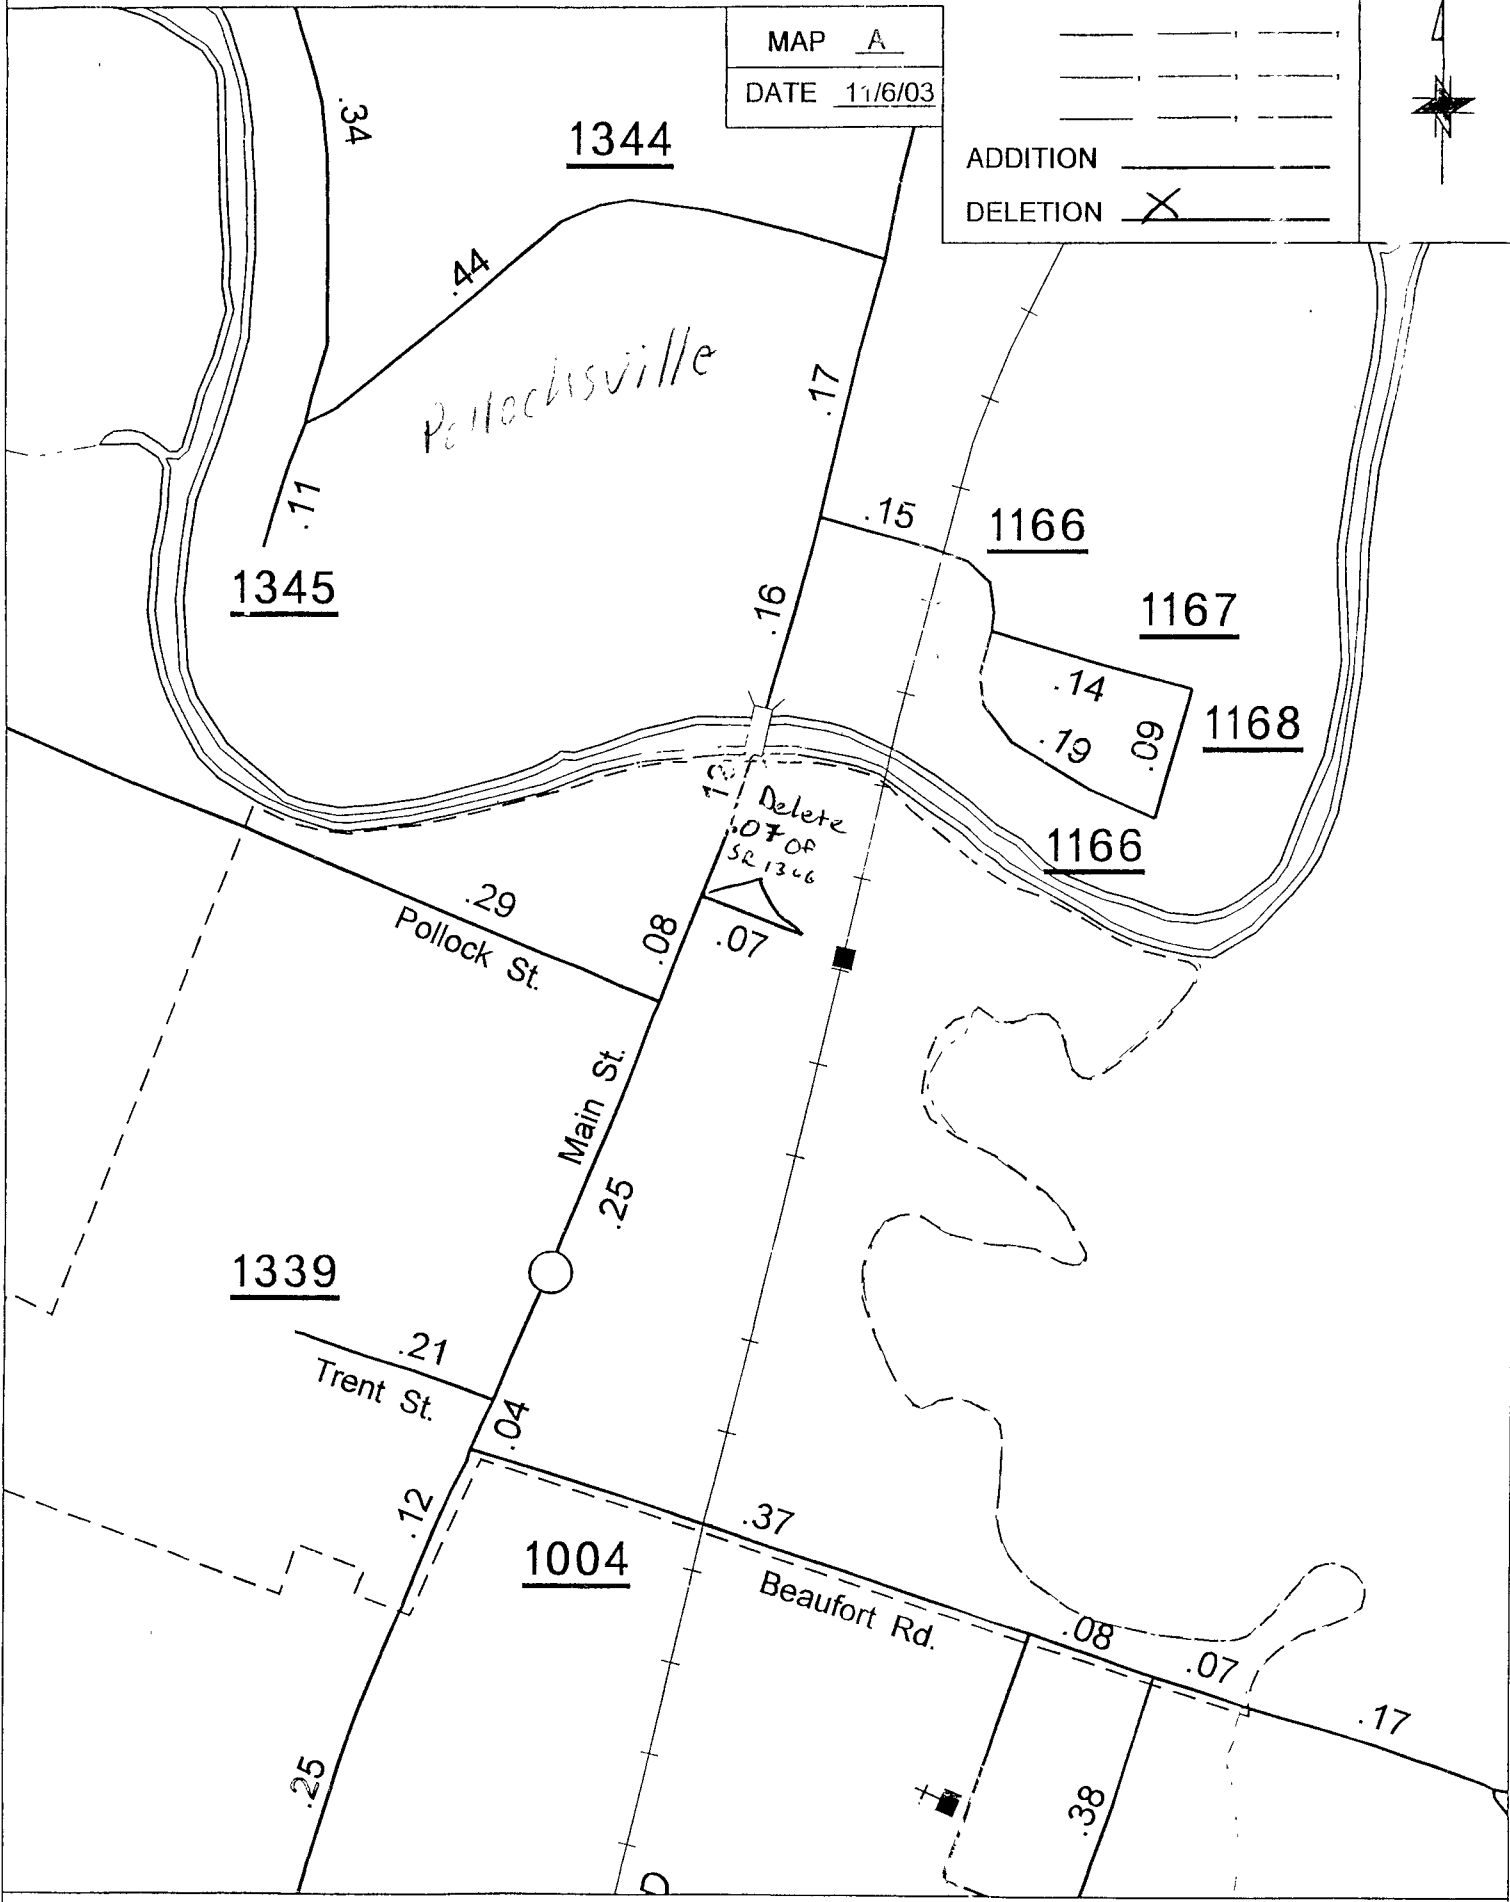 MAP A
DATE 11/6/03
ADDITION
DELETION X
.34
1344
.44
Pollocksville
.17
.11
.15
1166
1345
.16
1167
.14
1168
.19
.09
.13
Delete
.07 of
SR 1346
1166
.29
Pollock St.
.08
.07
Main St.
.25
1339
.21
Trent St.
.04
.12
.37
1004
Beaufort Rd.
.08
.07
.17
.25
.38
D